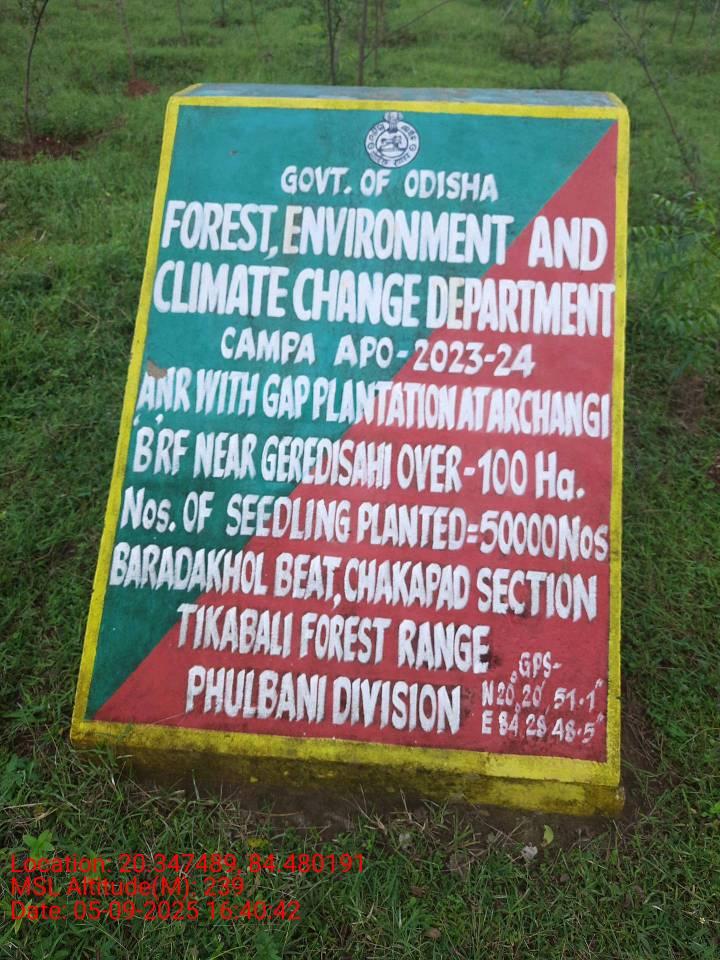 GOVT. OF ODISHA
FOREST, ENVIRONMENT AND
CLIMATE CHANGE DEPARTMENT
CAMPA APO-2023-24
ANR WITH GAP PLANTATION AT ARCHANGI
'B' RF NEAR GEREDISAHI OVER-100 Ha.
Nos. OF SEEDLING PLANTED=50000Nos
BARADAKHOL BEAT, CHAKAPAD SECTION
TIKABALI FOREST RANGE
PHULBANI DIVISION
GPS-
N 20° 20' 51.1"
E 84° 28 48.5"
Location: 20.347489, 84.480191
MSL Altitude(M). 239
Date: 05-09-2025 16:40:42